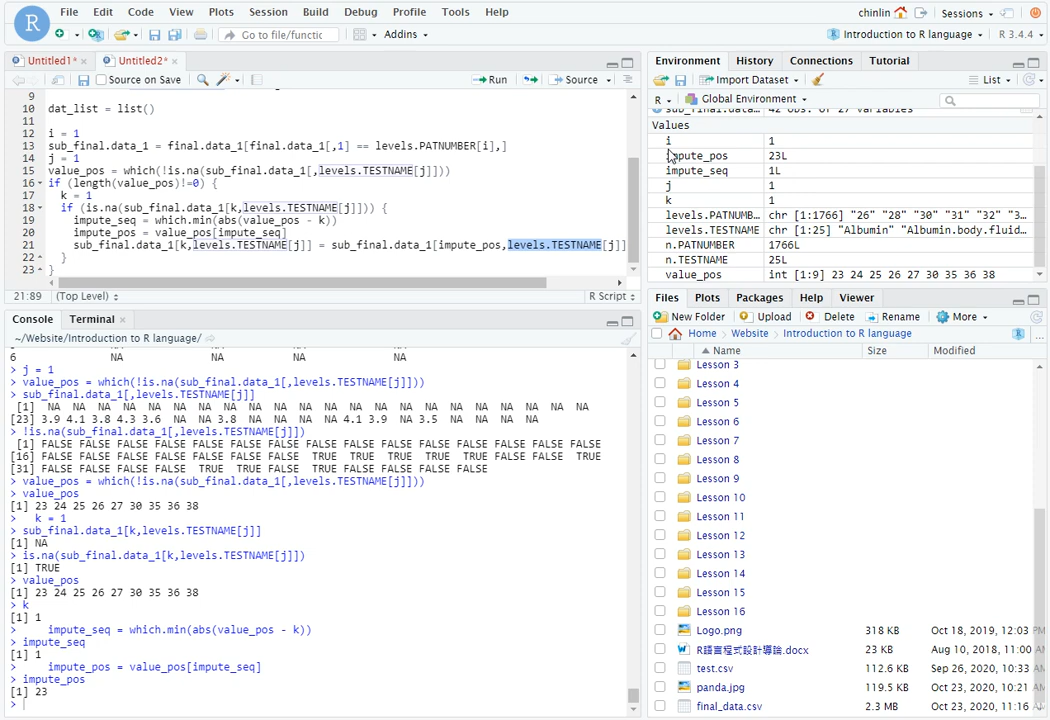 File Edit Code View Plots Session Build Debug Profile Tools Help
chinlin Sessions
Go to file/functic Addins
Introduction to R language R 3.4.4
Untitled1* Untitled2*
Source on Save Run Source
9
10 dat_list = list()
11
12 i = 1
13 sub_final.data_1 = final.data_1[final.data_1[,1] == levels.PATNUMBER[i],]
14 j = 1
15 value_pos = which(!is.na(sub_final.data_1[,levels.TESTNAME[j]]))
16 if (length(value_pos)!=0) {
17 k = 1
18 if (is.na(sub_final.data_1[k,levels.TESTNAME[j]])) {
19 impute_seq = which.min(abs(value_pos - k))
20 impute_pos = value_pos[impute_seq]
21 sub_final.data_1[k,levels.TESTNAME[j]] = sub_final.data_1[impute_pos,levels.TESTNAME[j]]
22 }
23 }
21:89 (Top Level) R Script
Console Terminal
~/Website/Introduction to R language/
6 NA NA NA NA
> j = 1
> value_pos = which(!is.na(sub_final.data_1[,levels.TESTNAME[j]]))
> sub_final.data_1[,levels.TESTNAME[j]]
[1] NA NA NA NA NA NA NA NA NA NA NA NA NA NA NA NA NA NA NA NA NA NA
[23] 3.9 4.1 3.8 4.3 3.6 NA NA 3.8 NA NA NA NA 4.1 3.9 NA 3.5 NA NA NA NA
> !is.na(sub_final.data_1[,levels.TESTNAME[j]])
[1] FALSE FALSE FALSE FALSE FALSE FALSE FALSE FALSE FALSE FALSE FALSE FALSE FALSE FALSE FALSE
[16] FALSE FALSE FALSE FALSE FALSE FALSE FALSE TRUE TRUE TRUE TRUE TRUE FALSE FALSE TRUE
[31] FALSE FALSE FALSE FALSE TRUE TRUE FALSE TRUE FALSE FALSE FALSE FALSE
> value_pos = which(!is.na(sub_final.data_1[,levels.TESTNAME[j]]))
> value_pos
[1] 23 24 25 26 27 30 35 36 38
> k = 1
> sub_final.data_1[k,levels.TESTNAME[j]]
[1] NA
> is.na(sub_final.data_1[k,levels.TESTNAME[j]])
[1] TRUE
> value_pos
[1] 23 24 25 26 27 30 35 36 38
> k
[1] 1
> impute_seq = which.min(abs(value_pos - k))
> impute_seq
[1] 1
> impute_pos = value_pos[impute_seq]
> impute_pos
[1] 23
>
Environment History Connections Tutorial
Import Dataset List
R Global Environment
sub_final.data… 42 obs. of 27 variables
Values
i 1
impute_pos 23L
impute_seq 1L
j 1
k 1
levels.PATNUMB… chr [1:1766] "26" "28" "30" "31" "32" "3…
levels.TESTNAME chr [1:25] "Albumin" "Albumin.body.fluid…
n.PATNUMBER 1766L
n.TESTNAME 25L
value_pos int [1:9] 23 24 25 26 27 30 35 36 38
Files Plots Packages Help Viewer
New Folder Upload Delete Rename More
Home Website Introduction to R language ...
Name Size Modified
Lesson 3
Lesson 4
Lesson 5
Lesson 6
Lesson 7
Lesson 8
Lesson 9
Lesson 10
Lesson 11
Lesson 12
Lesson 13
Lesson 14
Lesson 15
Lesson 16
Logo.png 318 KB Oct 18, 2019, 12:03 PM
R語言程式設計導論.docx 23 KB Aug 10, 2018, 11:00 AM
test.csv 112.6 KB Sep 26, 2020, 10:33 AM
panda.jpg 119.5 KB Oct 23, 2020, 10:21 AM
final_data.csv 2.3 MB Oct 23, 2020, 11:16 AM